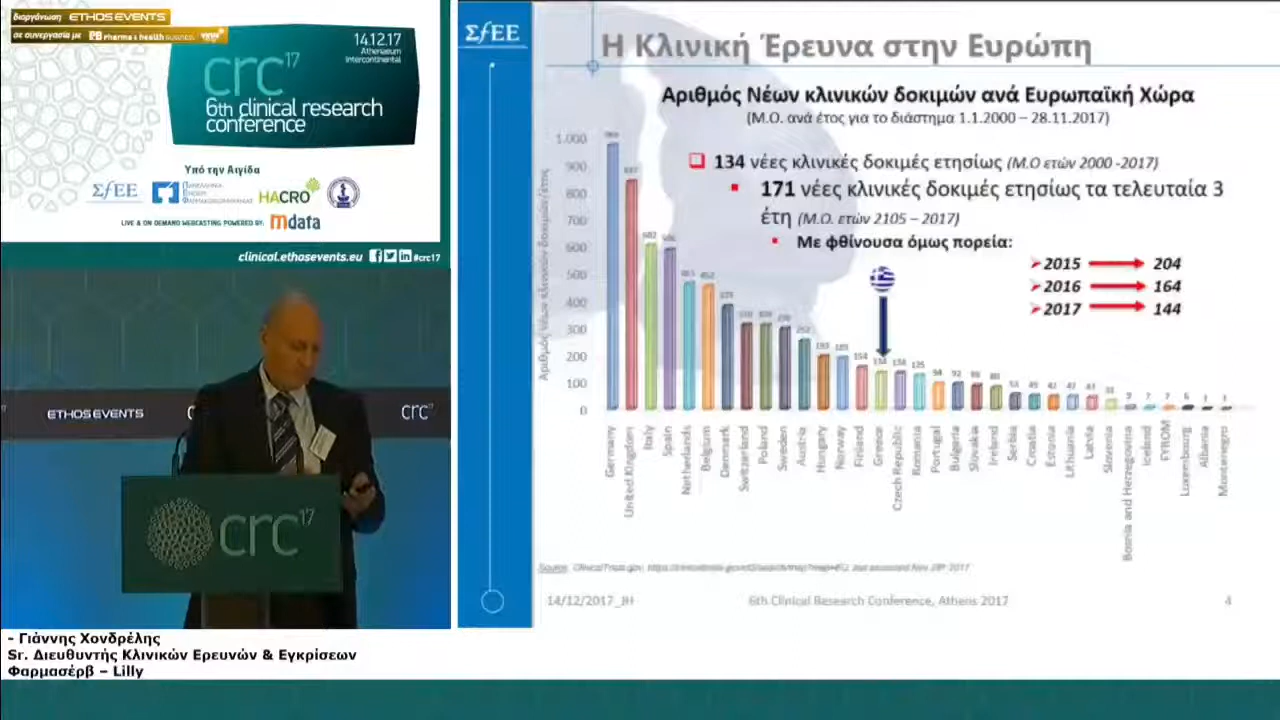 διοργάνωση ETHOS EVENTS
σε συνεργασία με PB Pharma & health BUSINESS
14.12.17
Athenaeum
Intercontinental
crc17
6th clinical research
conference
Υπό την Αιγίδα
ΣfΕΕ
HACRO
LIVE & ON DEMAND WEBCASTING POWERED BY: mdata
clinical.ethosevents.eu #crc17
ETHOS EVENTS
crc17
crc17
- Γιάννης Χονδρέλης
Sr. Διευθυντής Κλινικών Ερευνών & Εγκρίσεων
Φαρμασέρβ – Lilly
ΣfΕΕ
Η Κλινική Έρευνα στην Ευρώπη
Αριθμός Νέων κλινικών δοκιμών ανά Ευρωπαϊκή Χώρα
(Μ.Ο. ανά έτος για το διάστημα 1.1.2000 – 28.11.2017)
134 νέες κλινικές δοκιμές ετησίως (Μ.Ο ετών 2000 -2017)
171 νέες κλινικές δοκιμές ετησίως τα τελευταία 3
έτη (Μ.Ο. ετών 2105 – 2017)
Με φθίνουσα όμως πορεία:
2015 204
2016 164
2017 144
Αριθμός νέων κλινικών δοκιμών/έτος
1.000
900
800
700
600
500
400
300
200
100
0
Germany
United Kingdom
Italy
Spain
Netherlands
Belgium
Denmark
Switzerland
Poland
Sweden
Austria
Hungary
Norway
Finland
Greece
Czech Republic
Romania
Portugal
Bulgaria
Slovakia
Ireland
Serbia
Croatia
Estonia
Lithuania
Latvia
Slovenia
Bosnia and Herzegovina
Iceland
FYROM
Luxembourg
Albania
Montenegro
14/12/2017_JH
6th Clinical Research Conference, Athens 2017
4